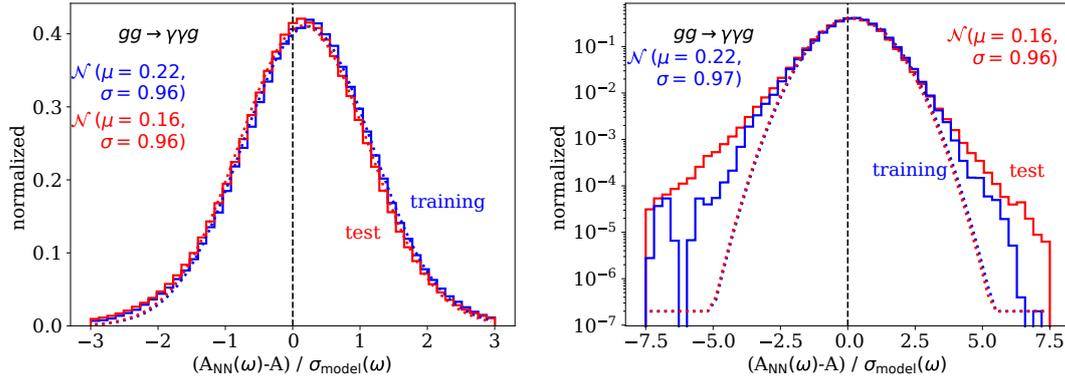 gg → γγg
𝒩 (μ = 0.22,
σ = 0.96)
𝒩 (μ = 0.16,
σ = 0.96)
training
test
normalized
0.4
0.3
0.2
0.1
0.0
−3 −2 −1 0 1 2 3
(A_NN(ω)-A) / σ_model(ω)
gg → γγg
𝒩 (μ = 0.22,
σ = 0.97)
𝒩 (μ = 0.16,
σ = 0.96)
training
test
normalized
10⁻¹
10⁻²
10⁻³
10⁻⁴
10⁻⁵
10⁻⁶
10⁻⁷
−7.5 −5.0 −2.5 0.0 2.5 5.0 7.5
(A_NN(ω)-A) / σ_model(ω)